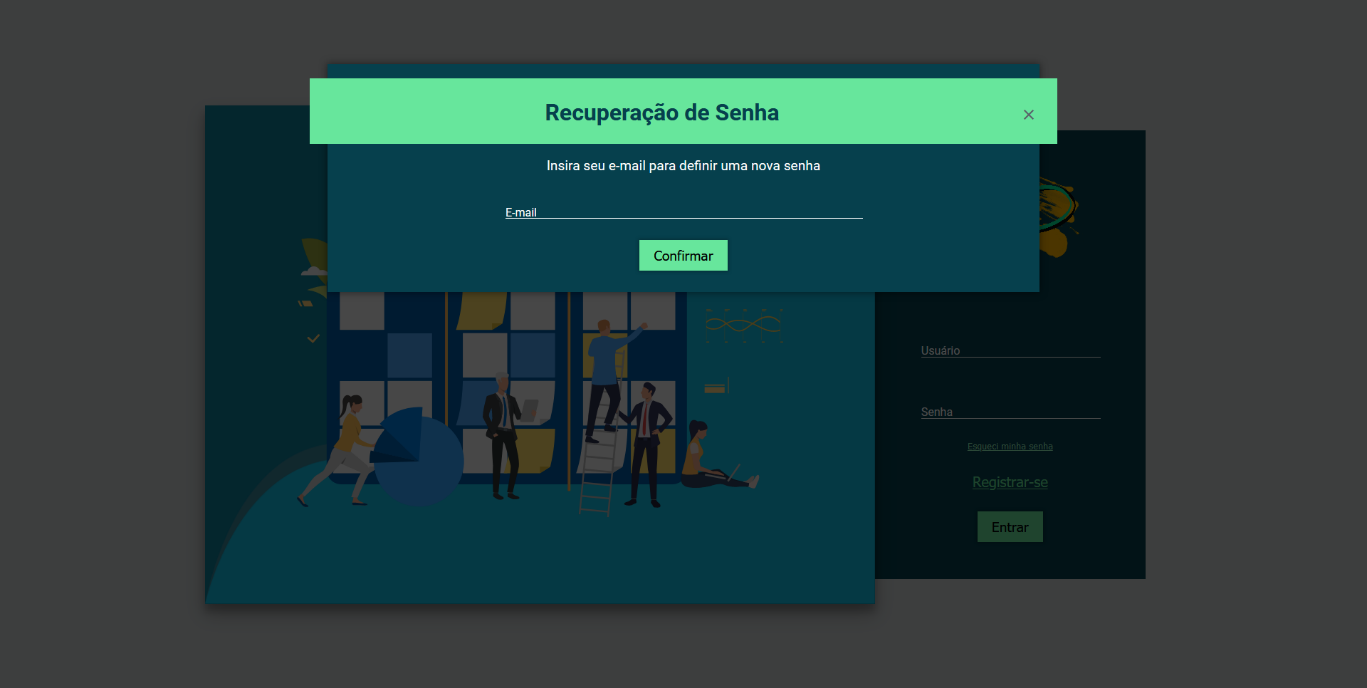 Recuperação de Senha
Insira seu e-mail para definir uma nova senha
E-mail
Confirmar
Usuário
Senha
Esqueci minha senha
Registrar-se
Entrar